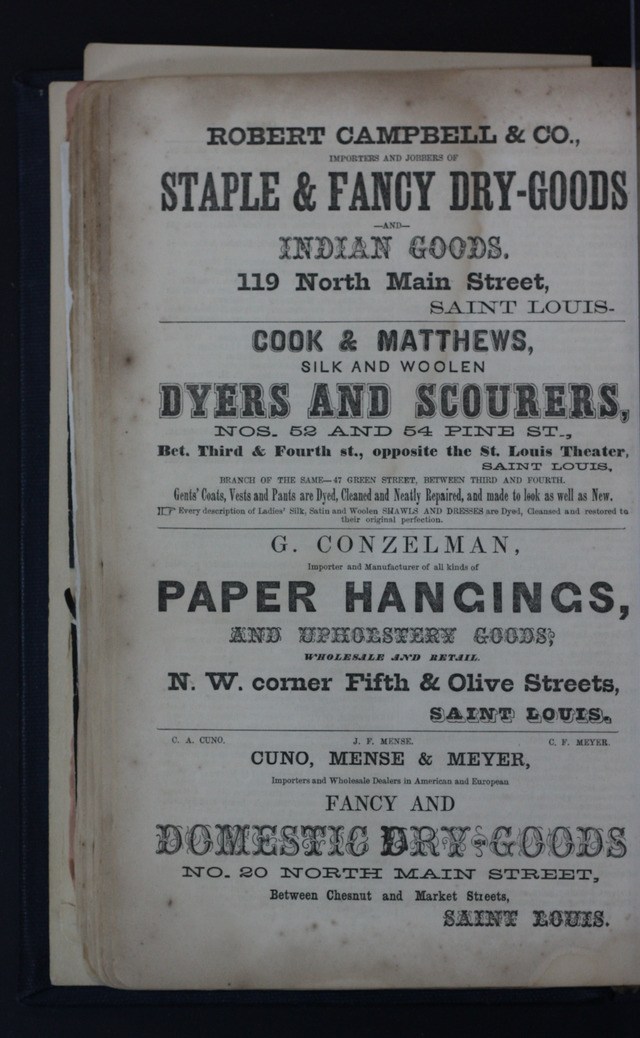 ROBERT CAMPBELL & CO.,
IMPORTERS AND JOBBERS OF
STAPLE & FANCY DRY-GOODS
—AND—
INDIAN GOODS.
119 North Main Street,
SAINT LOUIS-
COOK & MATTHEWS,
SILK AND WOOLEN
DYERS AND SCOURERS,
NOS. 52 AND 54 PINE ST.,
Bet. Third & Fourth st., opposite the St. Louis Theater,
SAINT LOUIS,
BRANCH OF THE SAME—47 GREEN STREET, BETWEEN THIRD AND FOURTH.
Gents' Coats, Vests and Pants are Dyed, Cleaned and Neatly Repaired, and made to look as well as New.
☞ Every description of Ladies' Silk, Satin and Woolen SHAWLS AND DRESSES are Dyed, Cleansed and restored to
their original perfection.
G. CONZELMAN,
Importer and Manufacturer of all kinds of
PAPER HANGINGS,
AND UPHOLSTERY GOODS;
WHOLESALE AND RETAIL.
N. W. corner Fifth & Olive Streets,
SAINT LOUIS.
C. A. CUNO. J. F. MENSE. C. F. MEYER.
CUNO, MENSE & MEYER,
Importers and Wholesale Dealers in American and European
FANCY AND
DOMESTIC DRY-GOODS
NO. 20 NORTH MAIN STREET,
Between Chesnut and Market Streets,
SAINT LOUIS.